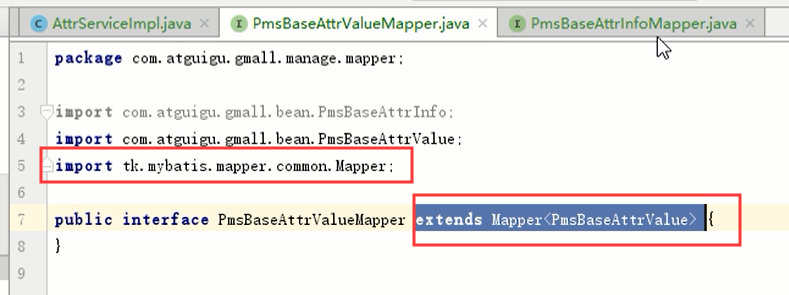 AttrServiceImpl.java × PmsBaseAttrValueMapper.java × PmsBaseAttrInfoMapper.java ×
1 package com.atguigu.gmall.manage.mapper;
2
3 import com.atguigu.gmall.bean.PmsBaseAttrInfo;
4 import com.atguigu.gmall.bean.PmsBaseAttrValue;
5 import tk.mybatis.mapper.common.Mapper;
6
7 public interface PmsBaseAttrValueMapper extends Mapper<PmsBaseAttrValue> {
8 }
9